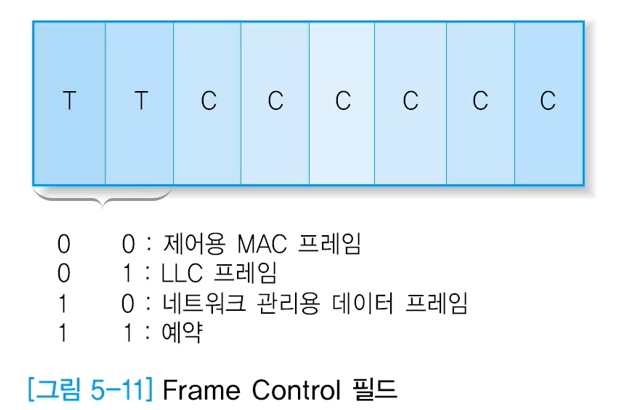 T T C C C C C C
0 0 : 제어용 MAC 프레임
0 1 : LLC 프레임
1 0 : 네트워크 관리용 데이터 프레임
1 1 : 예약
[그림 5-11] Frame Control 필드